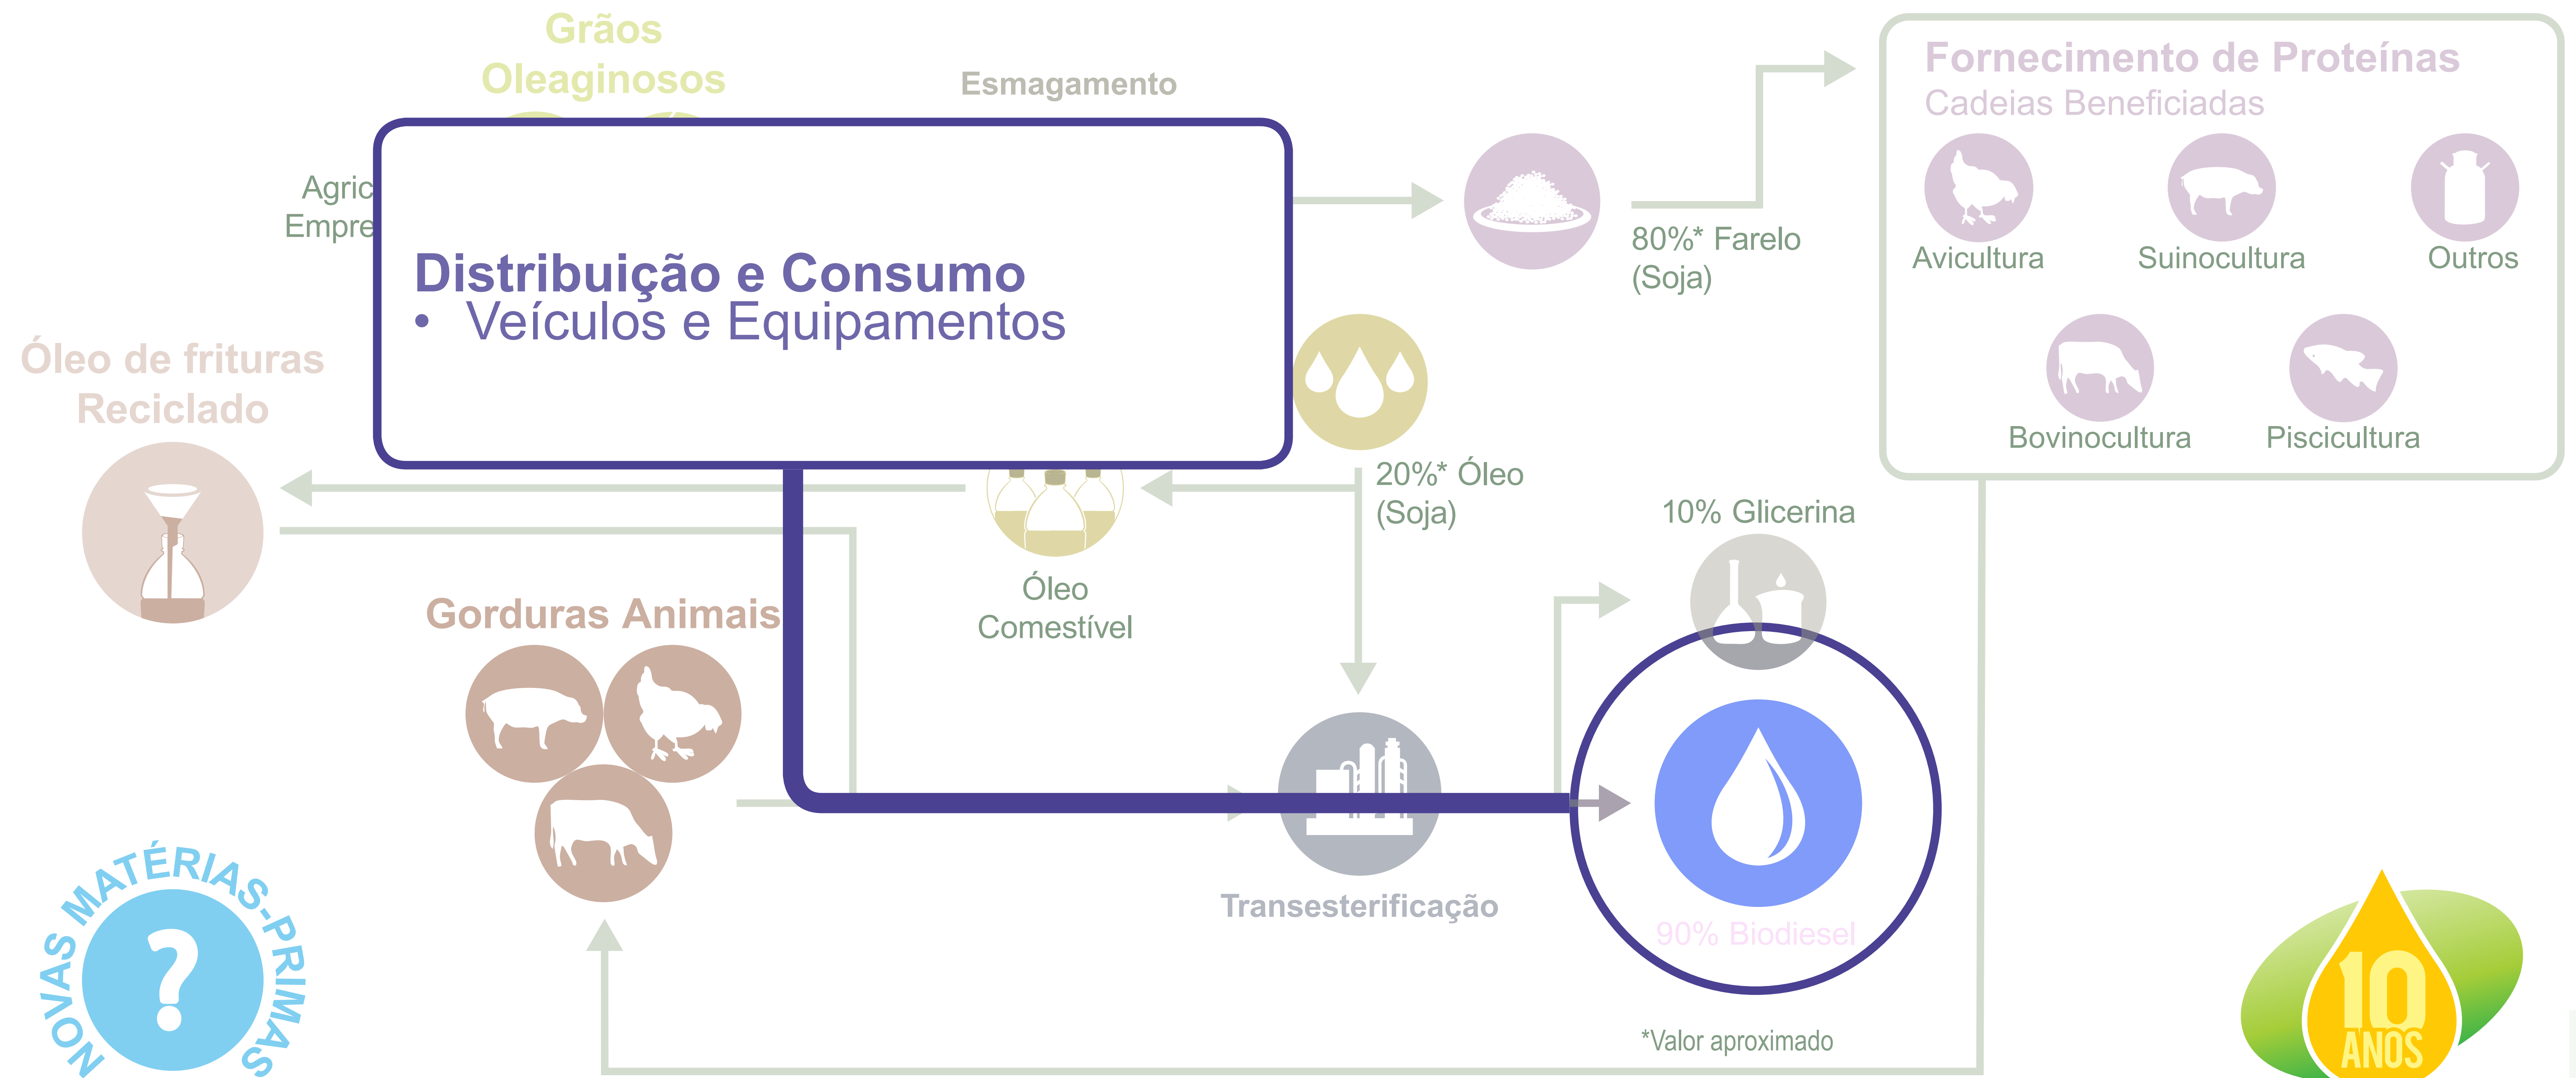 Grãos
Oleaginosos
Esmagamento
Agric
Empre
Distribuição e Consumo
• Veículos e Equipamentos
80%* Farelo
(Soja)
Fornecimento de Proteínas
Cadeias Beneficiadas
Avicultura
Suinocultura
Outros
Bovinocultura
Piscicultura
Óleo de frituras
Reciclado
20%* Óleo
(Soja)
Óleo
Comestível
10% Glicerina
Gorduras Animais
Transesterificação
90% Biodiesel
NOVAS MATÉRIAS-PRIMAS
?
*Valor aproximado
10
ANOS